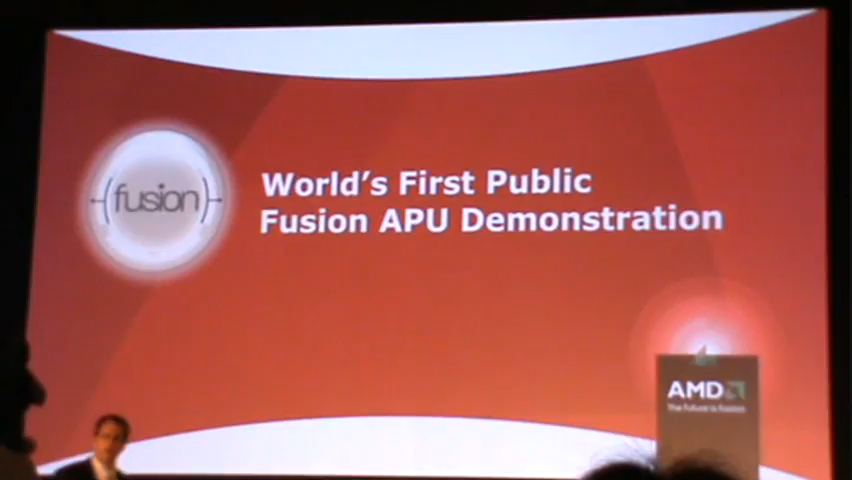 World's First Public
Fusion APU Demonstration
(fusion)
AMD
The future is fusion